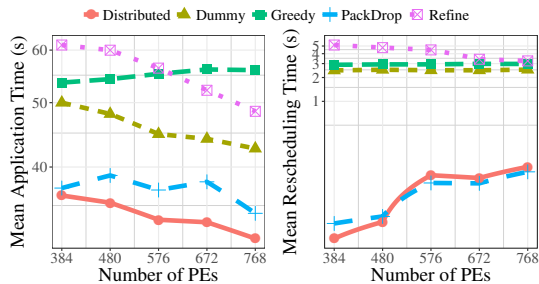 Distributed Dummy Greedy PackDrop Refine
Mean Application Time (s)
60
50
40
384 480 576 672 768
Number of PEs
Mean Rescheduling Time (s)
5
4
3
2
1
384 480 576 672 768
Number of PEs